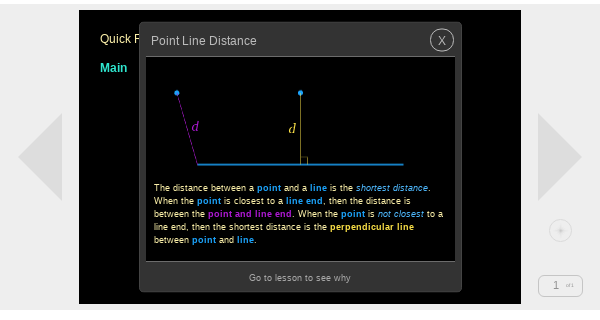 Quick F
Point Line Distance
X
Main
d
d
The distance between a point and a line is the shortest distance.
When the point is closest to a line end, then the distance is
between the point and line end. When the point is not closest to a
line end, then the shortest distance is the perpendicular line
between point and line.
Go to lesson to see why
1